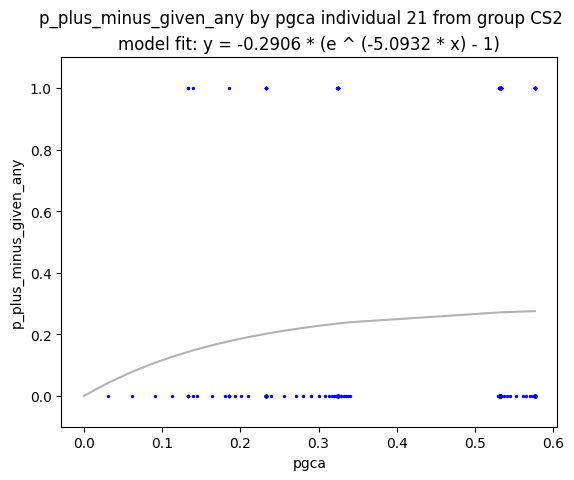 p_plus_minus_given_any by pgca individual 21 from group CS2
model fit: y = -0.2906 * (e ^ (-5.0932 * x) - 1)
1.0
0.8
0.6
0.4
0.2
0.0
p_plus_minus_given_any
0.0 0.1 0.2 0.3 0.4 0.5 0.6
pgca